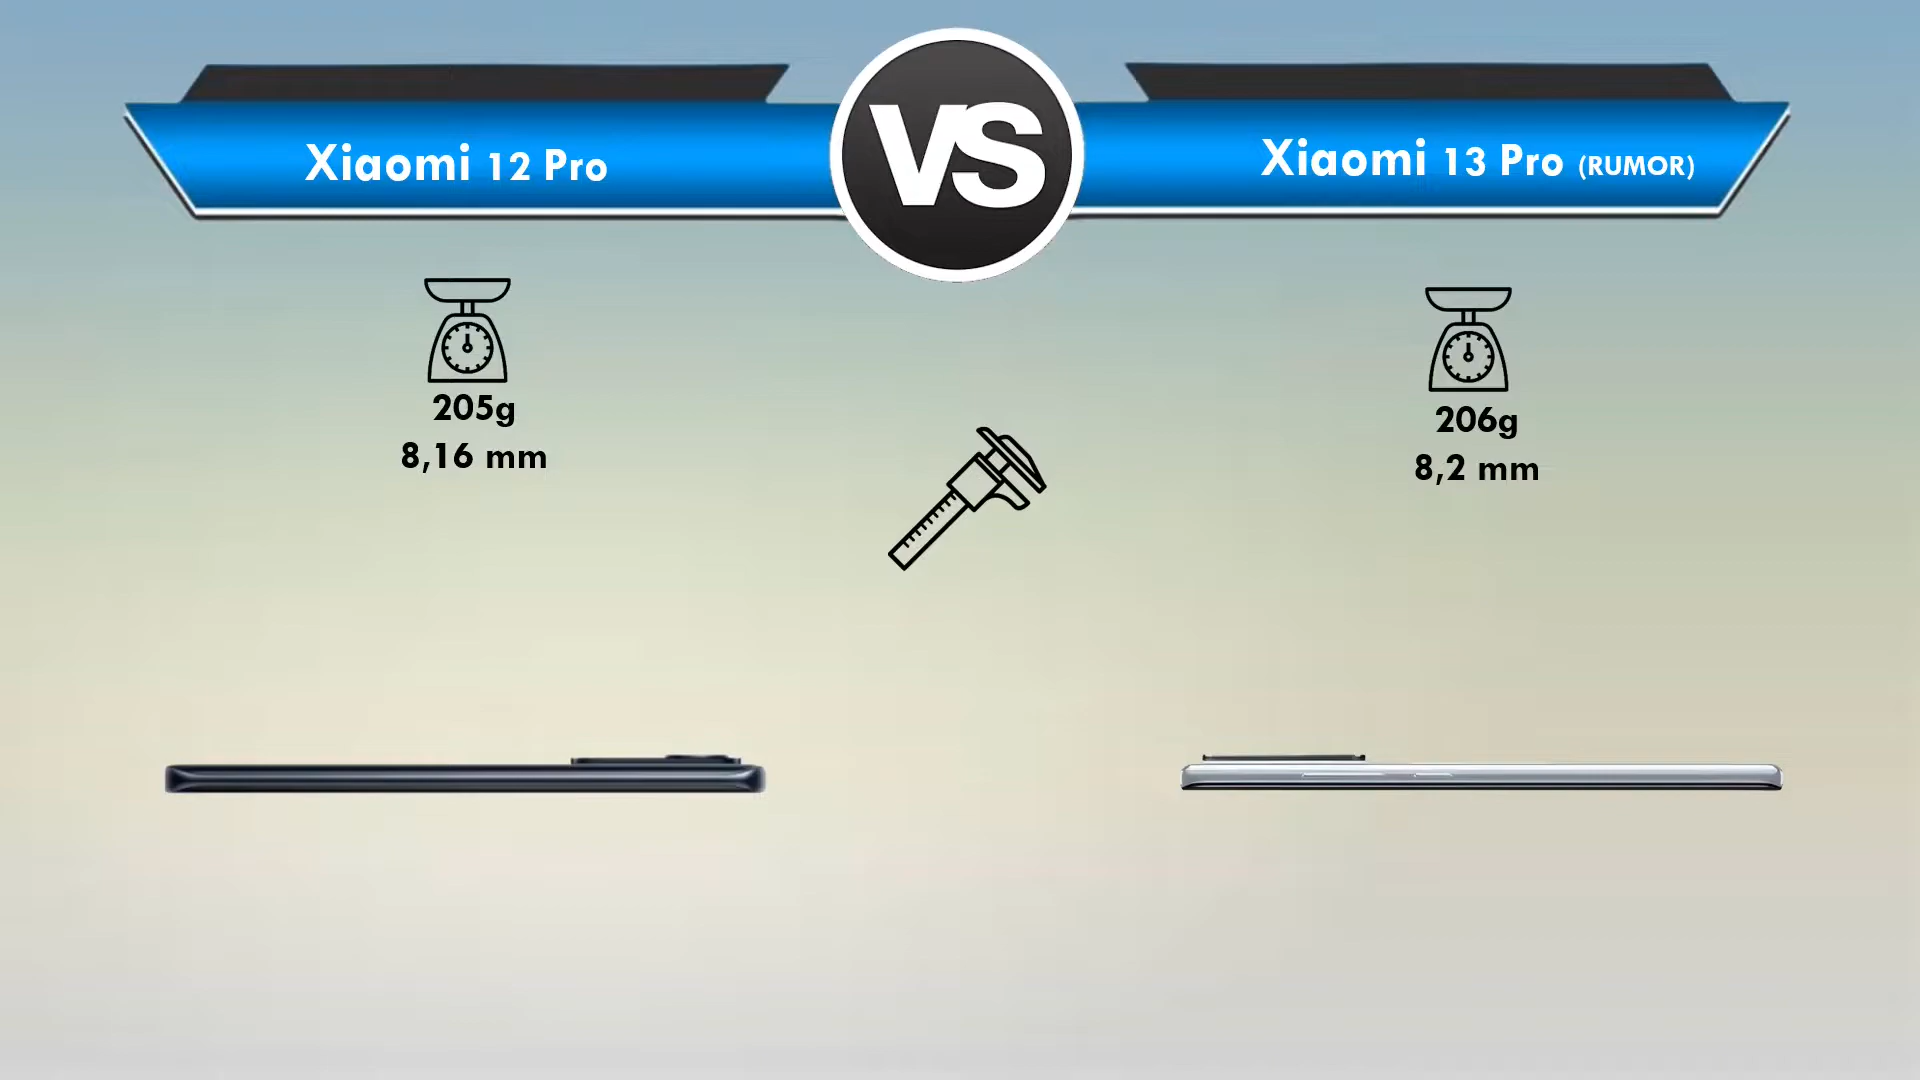 Xiaomi 12 Pro
VS
Xiaomi 13 Pro (RUMOR)
205g
8,16 mm
206g
8,2 mm